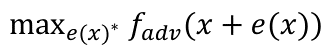 max_{e(x)^*} f_{adv}(x + e(x))